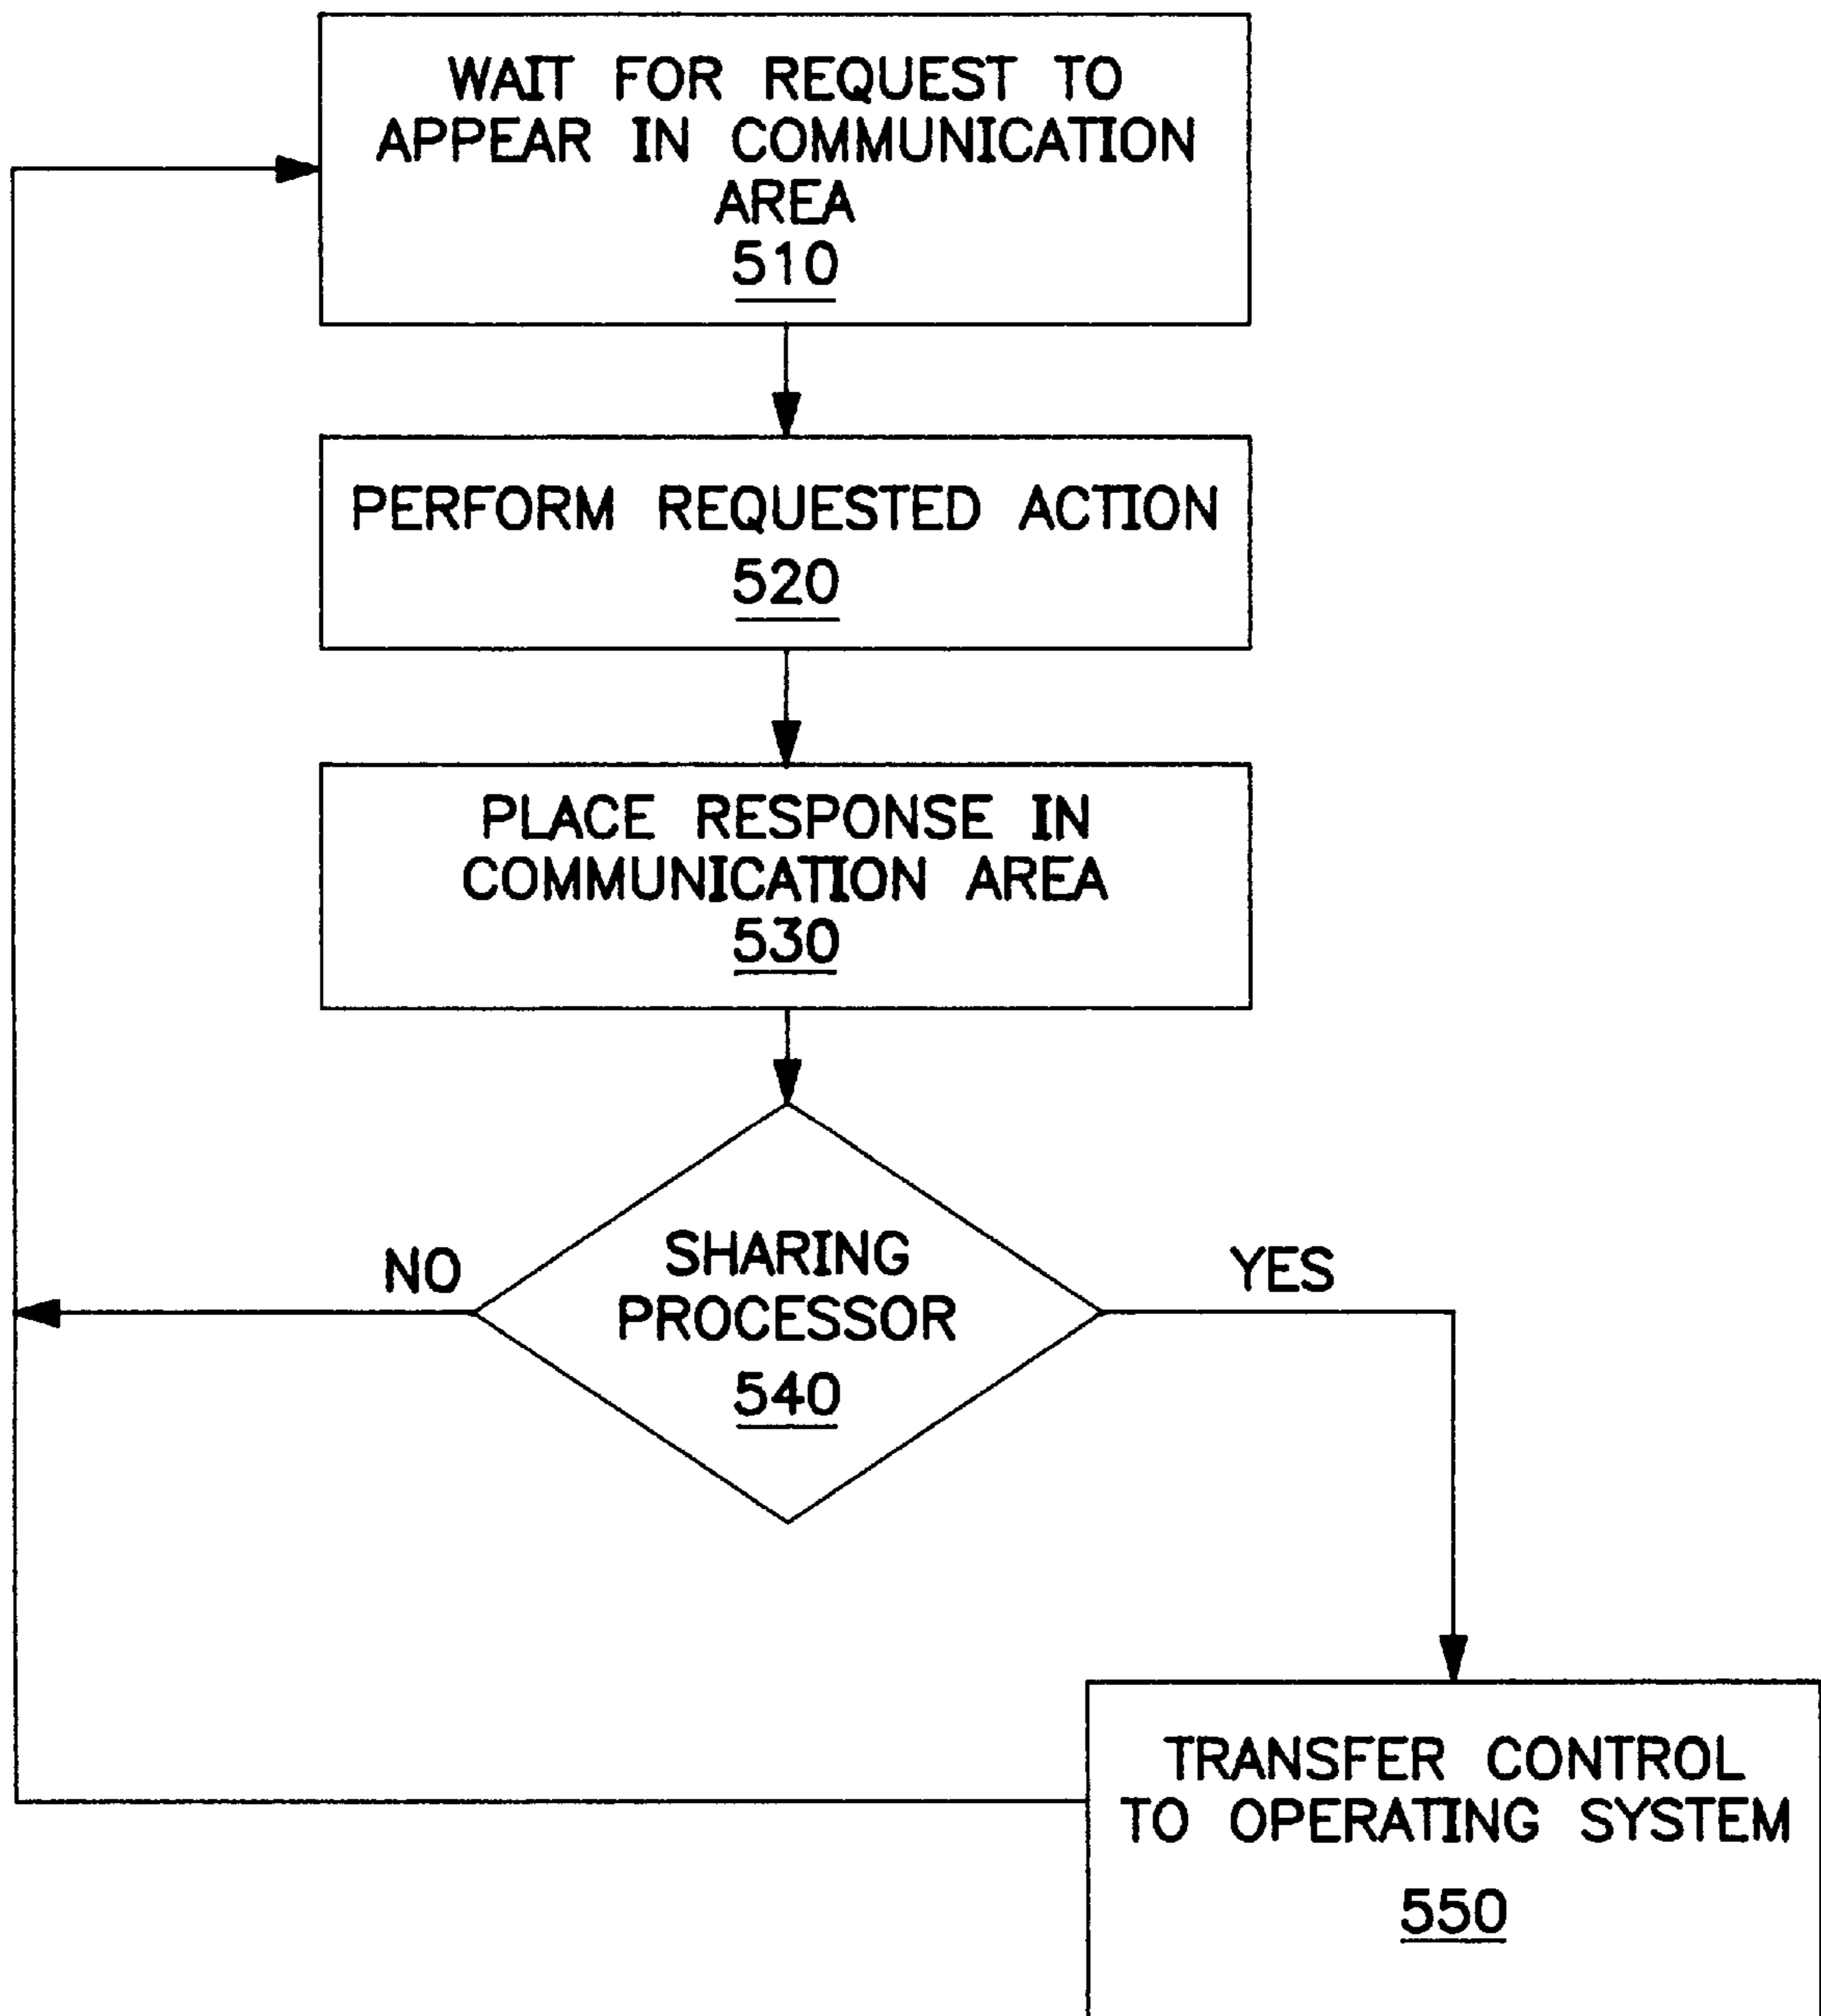 WAIT FOR REQUEST TO
APPEAR IN COMMUNICATION
AREA
510
PERFORM REQUESTED ACTION
520
PLACE RESPONSE IN
COMMUNICATION AREA
530
NO
SHARING
PROCESSOR
540
YES
TRANSFER CONTROL
TO OPERATING SYSTEM
550